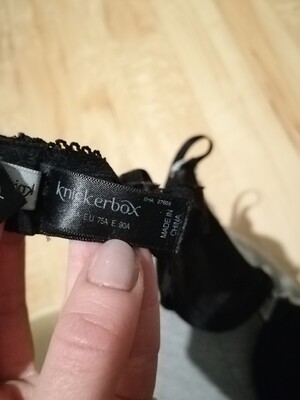 knickerbox
EU 75A E 90A
MADE IN
CHINA